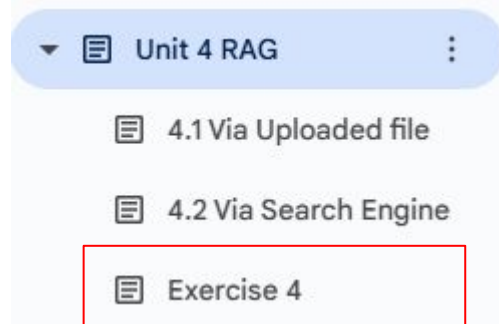 Unit 4 RAG
4.1 Via Uploaded file
4.2 Via Search Engine
Exercise 4